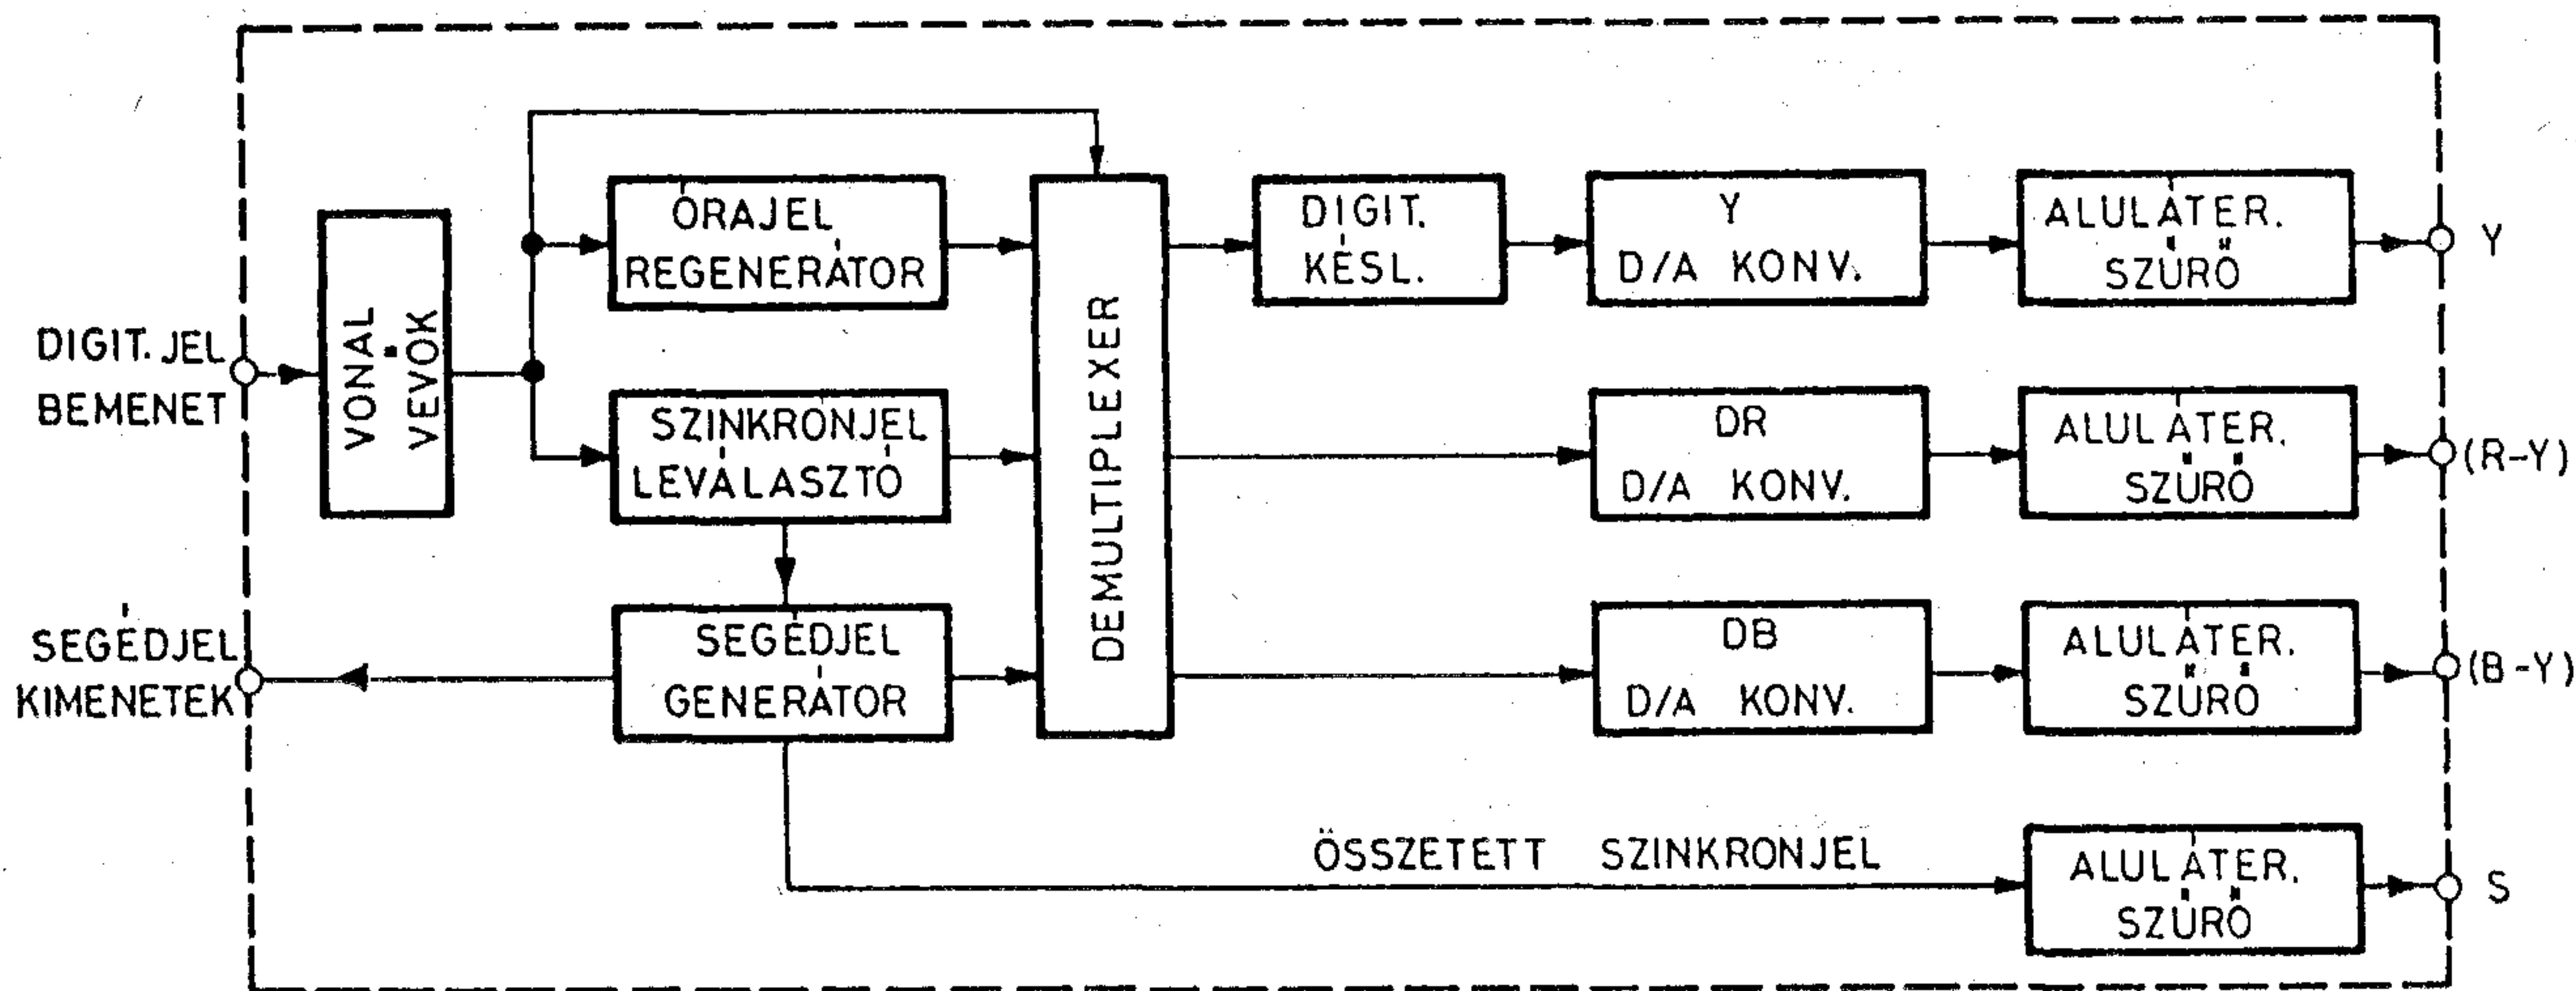 DIGIT. JEL
BEMENET
SEGÉDJEL
KIMENETEK
VONAL
VEVŐK
ÓRAJEL
REGENERÁTOR
SZINKRONJEL
LEVÁLASZTÓ
SEGÉDJEL
GENERÁTOR
DEMULTIPLEXER
DIGIT.
KÉSL.
Y
D/A KONV.
ALULÁTER.
SZŰRŐ
Y
DR
D/A KONV.
ALULÁTER.
SZŰRŐ
(R-Y)
DB
D/A KONV.
ALULÁTER.
SZŰRŐ
(B-Y)
ÖSSZETETT SZINKRONJEL
ALULÁTER.
SZŰRŐ
S